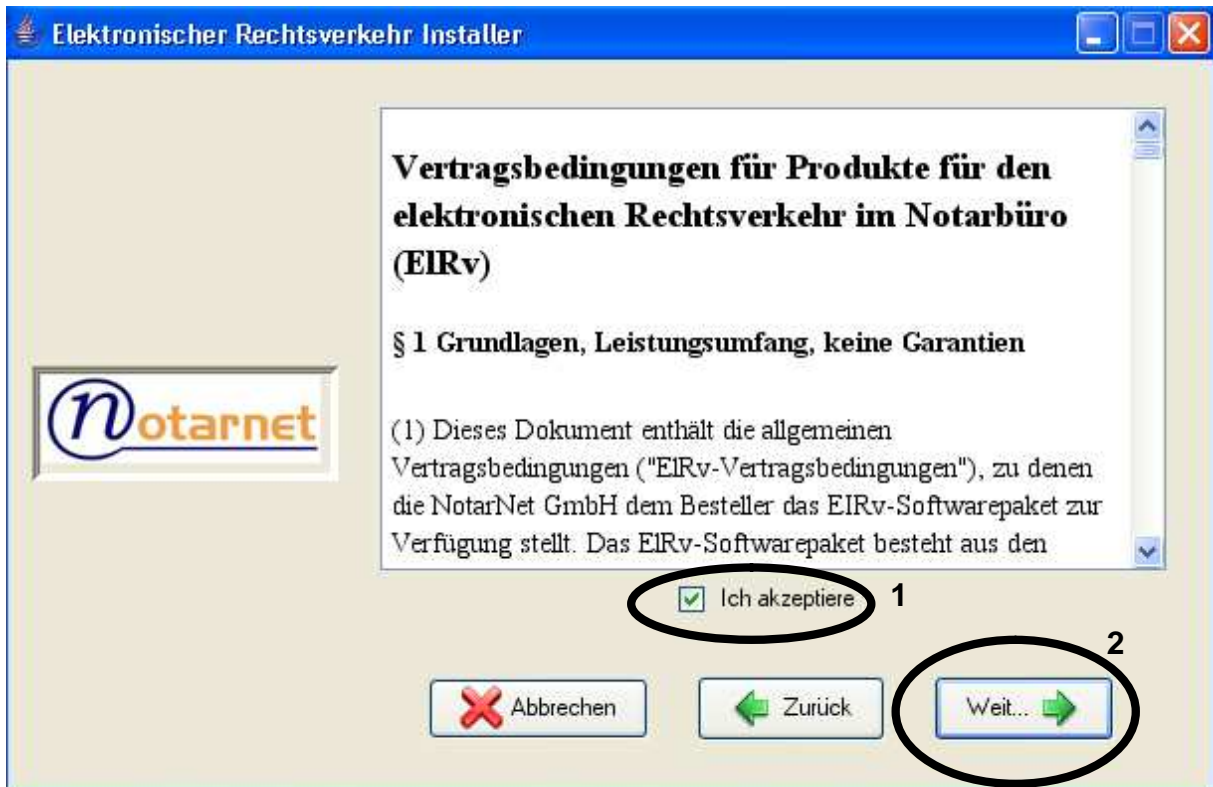 Elektronischer Rechtsverkehr Installer
Vertragsbedingungen für Produkte für den
elektronischen Rechtsverkehr im Notarbüro
(ElRv)
§ 1 Grundlagen, Leistungsumfang, keine Garantien
(1) Dieses Dokument enthält die allgemeinen
Vertragsbedingungen ("ElRv-Vertragsbedingungen"), zu denen
die NotarNet GmbH dem Besteller das ElRv-Softwarepaket zur
Verfügung stellt. Das ElRv-Softwarepaket besteht aus den
notarnet
Ich akzeptiere 1
2
Abbrechen Zurück Weit...